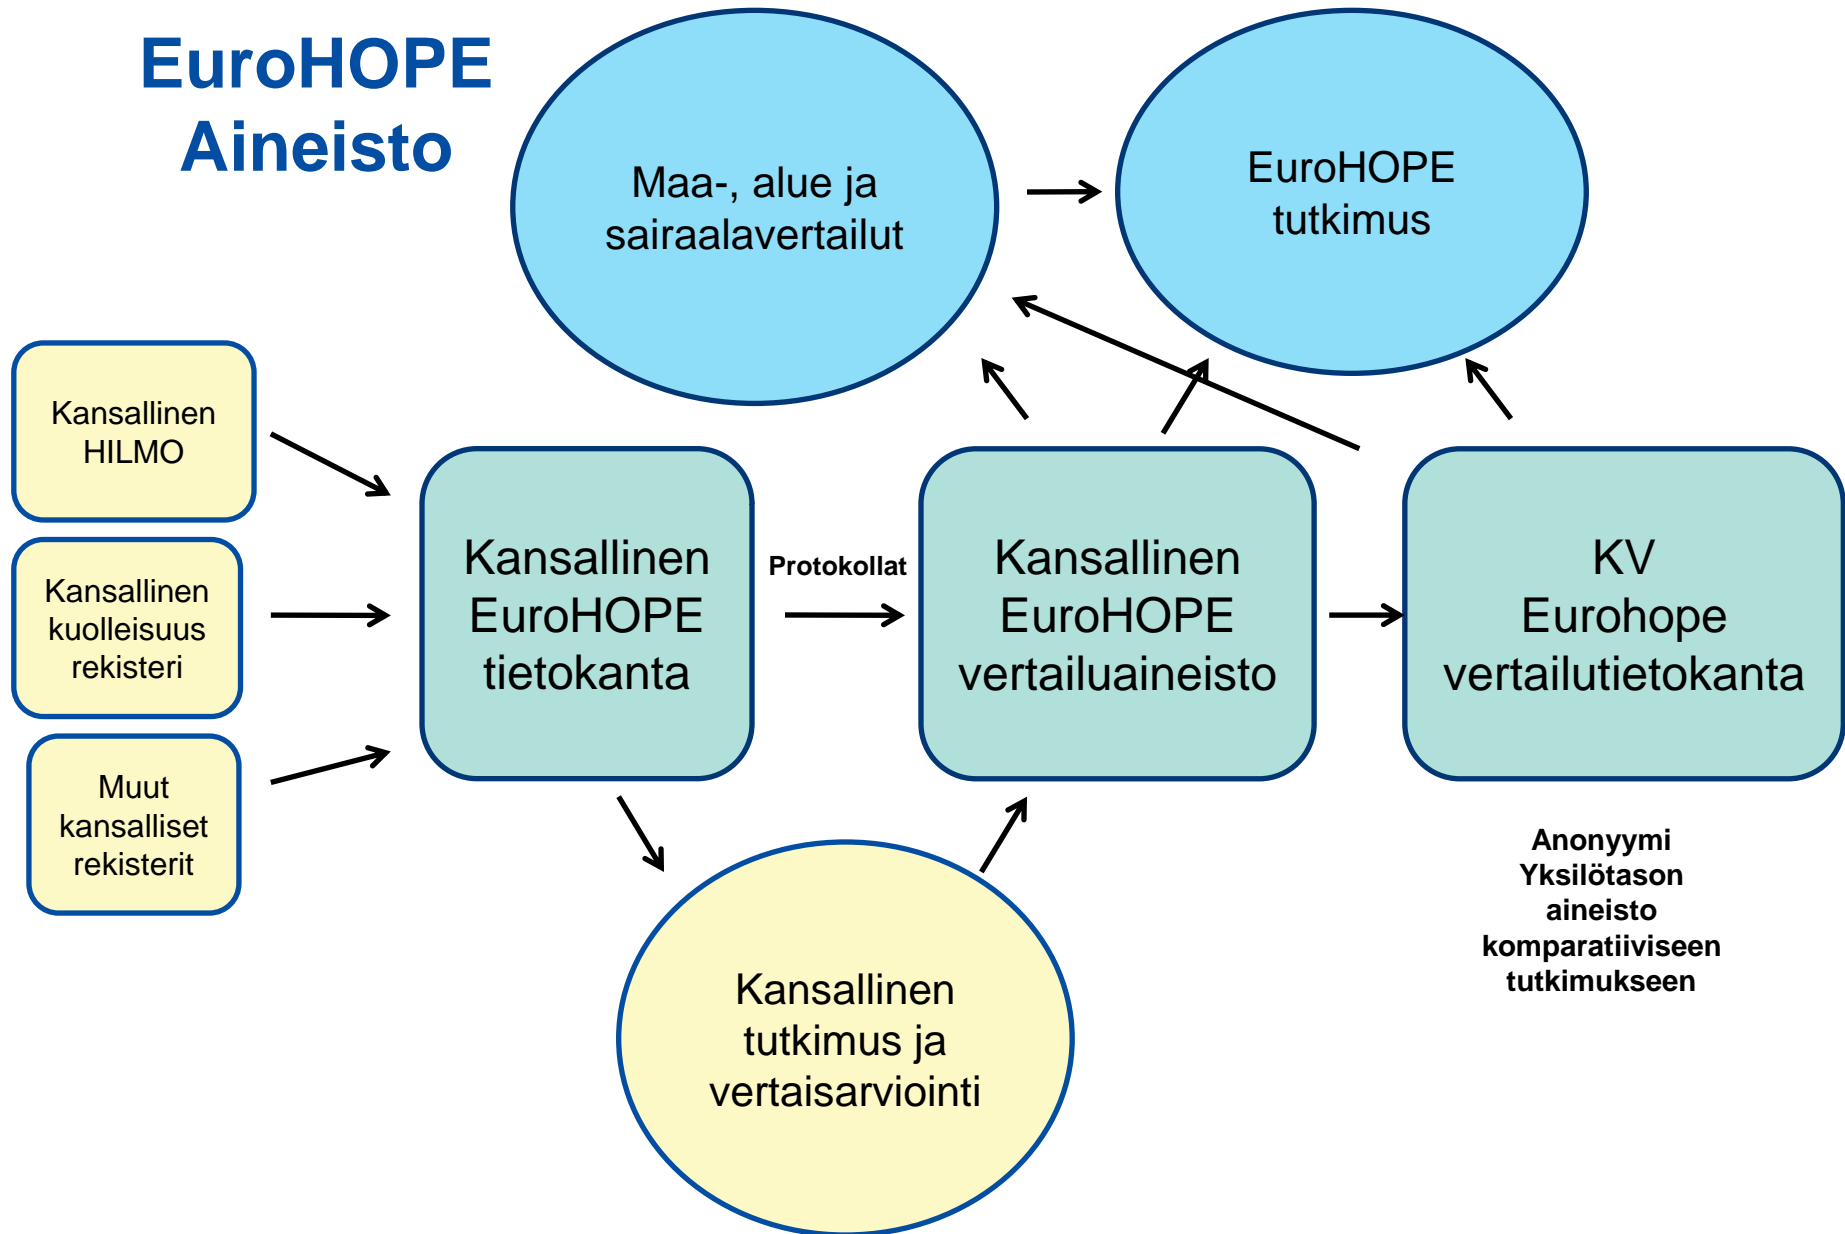 EuroHOPE
Aineisto
Maa-, alue ja
sairaalavertailut
EuroHOPE
tutkimus
Kansallinen
HILMO
Kansallinen
kuolleisuus
rekisteri
Muut
kansalliset
rekisterit
Kansallinen
EuroHOPE
tietokanta
Protokollat
Kansallinen
EuroHOPE
vertailuaineisto
KV
Eurohope
vertailutietokanta
Anonyymi
Yksilötason
aineisto
komparatiiviseen
tutkimukseen
Kansallinen
tutkimus ja
vertaisarviointi